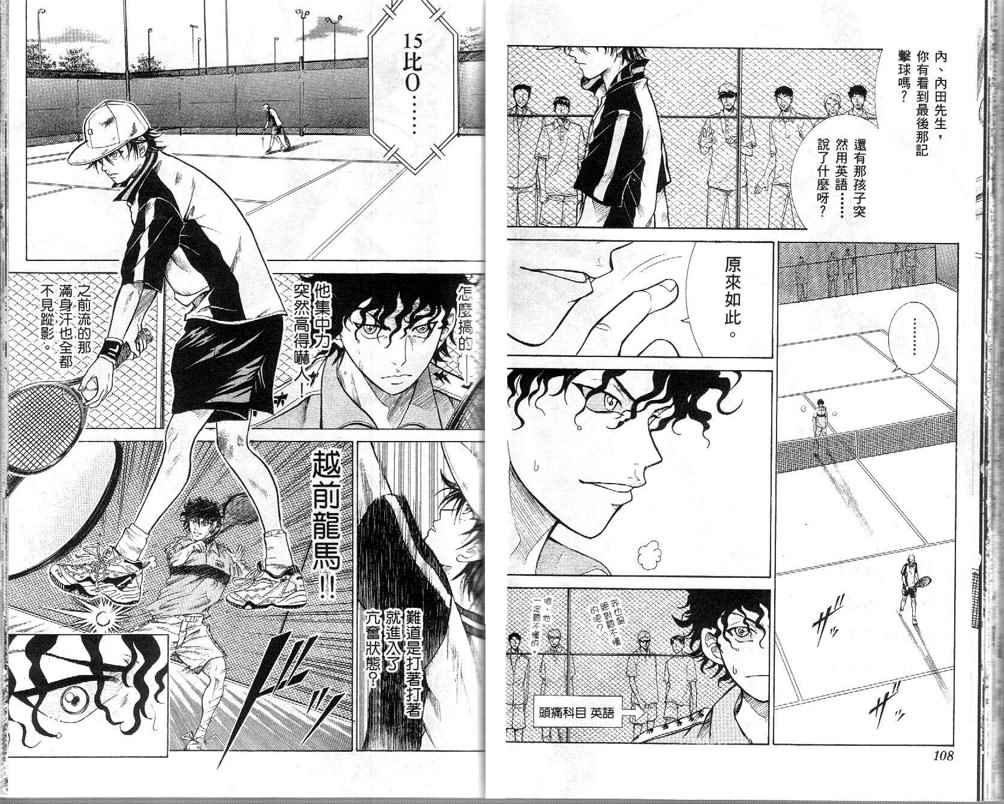 內、內田先生，
你有看到最後那記
擊球嗎？
還有那孩子突
然用英語……
說了什麼呀？
………
原來如此。
頭痛科目 英語
108
15比0……
怎麼搞的——
他集中力
突然高得嚇人！
之前流的那
滿身汗也全都
不見蹤影。
難道是打著打著
就進入了
亢奮狀態？
越前龍馬!!